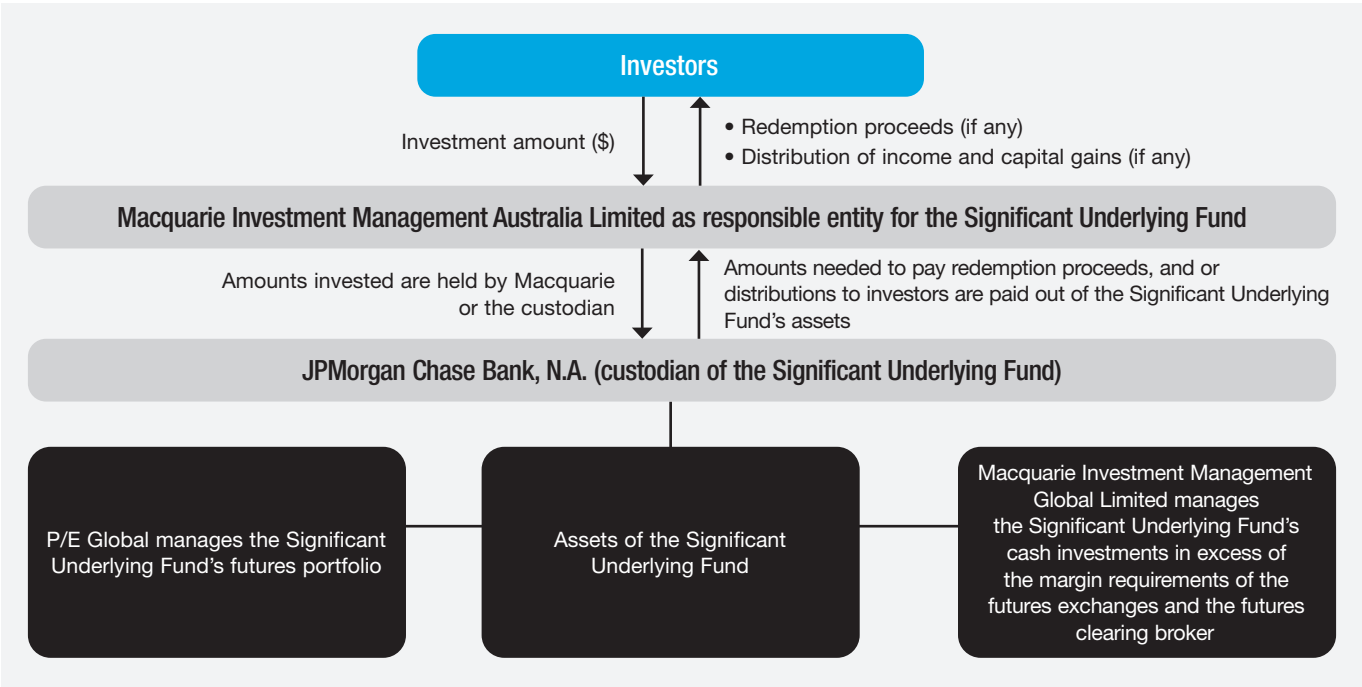 Investors
Investment amount ($)
• Redemption proceeds (if any)
• Distribution of income and capital gains (if any)
Macquarie Investment Management Australia Limited as responsible entity for the Significant Underlying Fund
Amounts invested are held by Macquarie
or the custodian
Amounts needed to pay redemption proceeds, and or
distributions to investors are paid out of the Significant Underlying
Fund’s assets
JPMorgan Chase Bank, N.A. (custodian of the Significant Underlying Fund)
P/E Global manages the Significant
Underlying Fund’s futures portfolio
Assets of the Significant
Underlying Fund
Macquarie Investment Management
Global Limited manages
the Significant Underlying Fund’s
cash investments in excess of
the margin requirements of the
futures exchanges and the futures
clearing broker